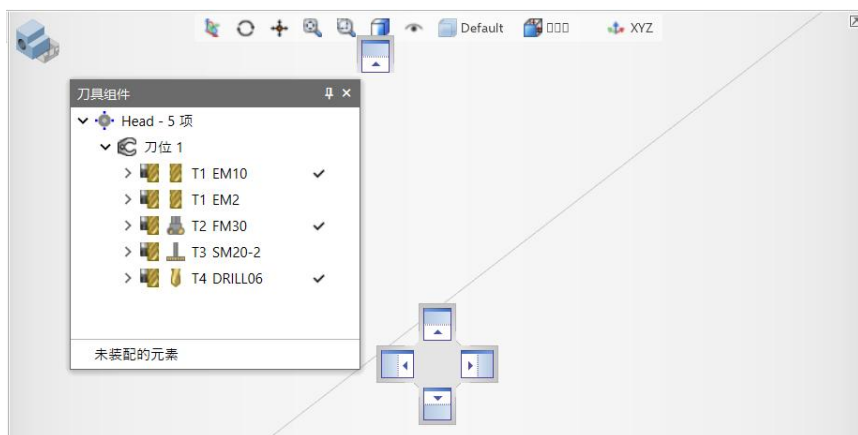 Default
XYZ
刀具组件
Head - 5 项
刀位 1
T1 EM10
T1 EM2
T2 FM30
T3 SM20-2
T4 DRILL06
未装配的元素